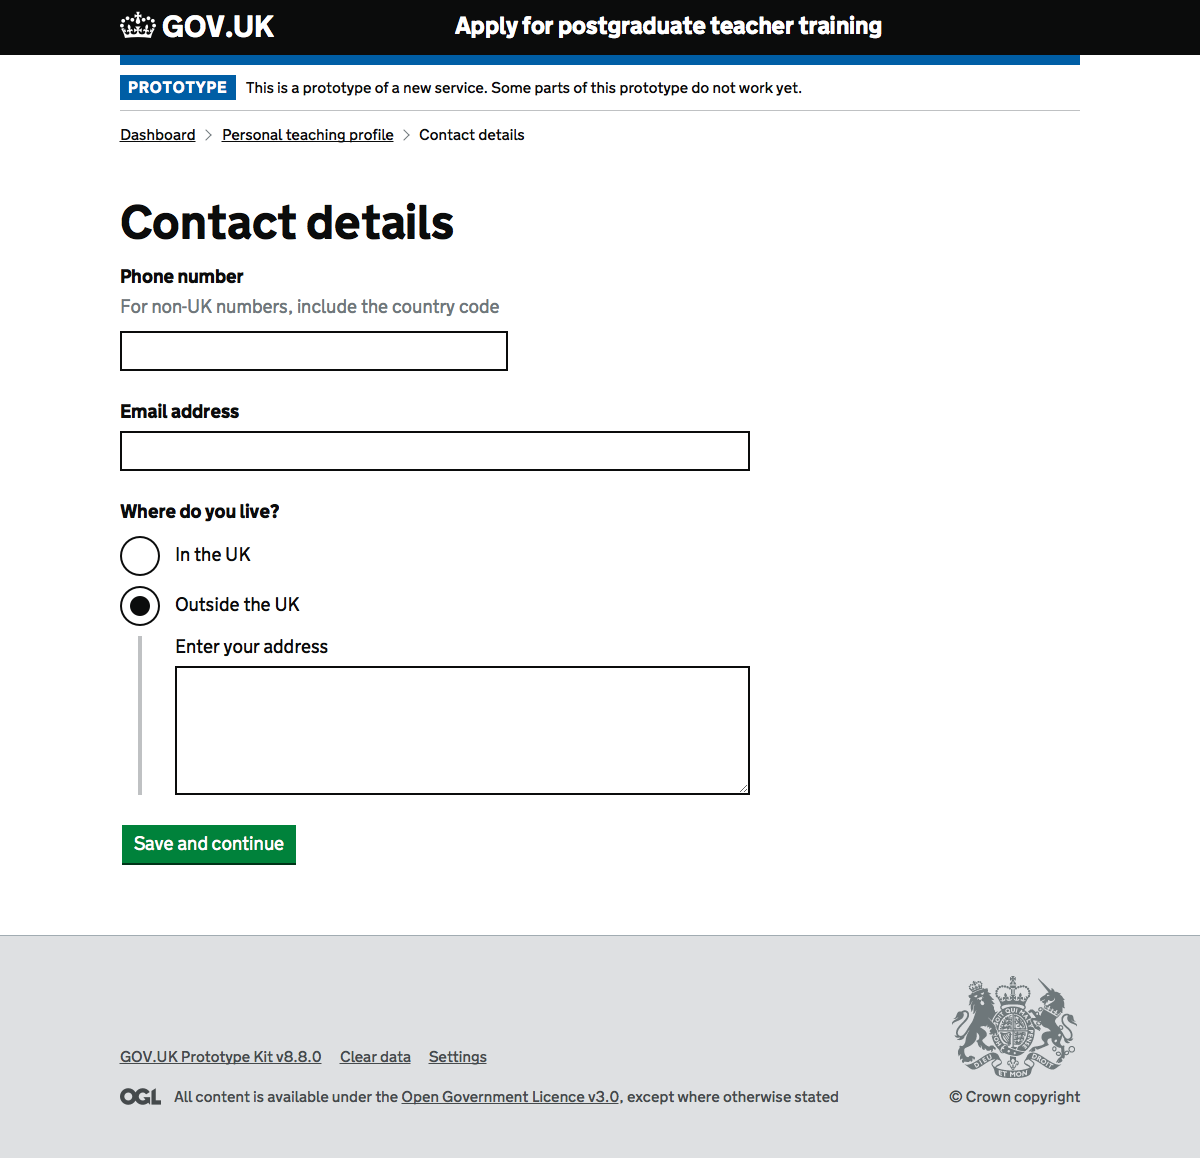 GOV.UK
Apply for postgraduate teacher training
PROTOTYPE This is a prototype of a new service. Some parts of this prototype do not work yet.
Dashboard > Personal teaching profile > Contact details
Contact details
Phone number
For non-UK numbers, include the country code
Email address
Where do you live?
In the UK
Outside the UK
Enter your address
Save and continue
GOV.UK Prototype Kit v8.8.0 Clear data Settings
OGL All content is available under the Open Government Licence v3.0, except where otherwise stated
DIEU ET MON DROIT
© Crown copyright